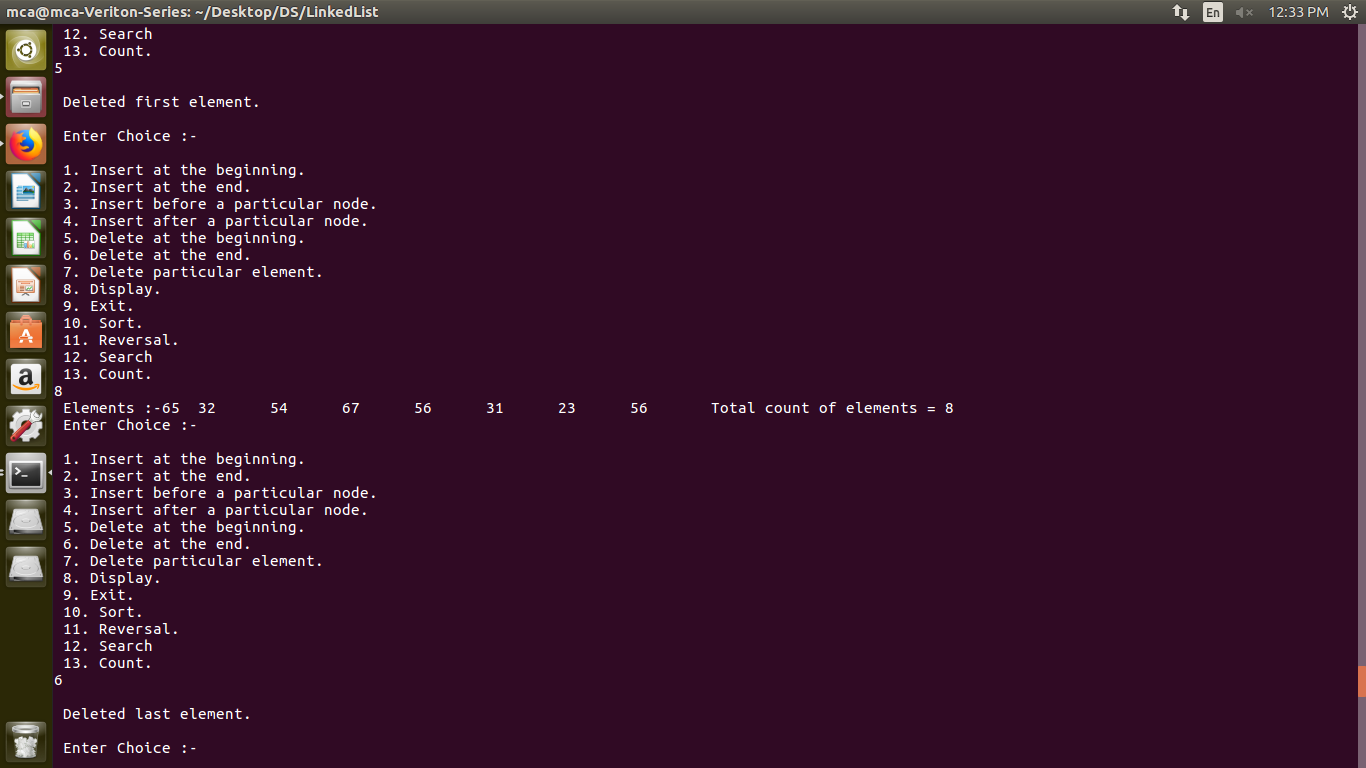 mca@mca-Veriton-Series: ~/Desktop/DS/LinkedList En 12:33 PM
12. Search
13. Count.
5
Deleted first element.
Enter Choice :-
1. Insert at the beginning.
2. Insert at the end.
3. Insert before a particular node.
4. Insert after a particular node.
5. Delete at the beginning.
6. Delete at the end.
7. Delete particular element.
8. Display.
9. Exit.
10. Sort.
11. Reversal.
12. Search
13. Count.
8
Elements :-65 32 54 67 56 31 23 56 Total count of elements = 8
Enter Choice :-
1. Insert at the beginning.
2. Insert at the end.
3. Insert before a particular node.
4. Insert after a particular node.
5. Delete at the beginning.
6. Delete at the end.
7. Delete particular element.
8. Display.
9. Exit.
10. Sort.
11. Reversal.
12. Search
13. Count.
6
Deleted last element.
Enter Choice :-